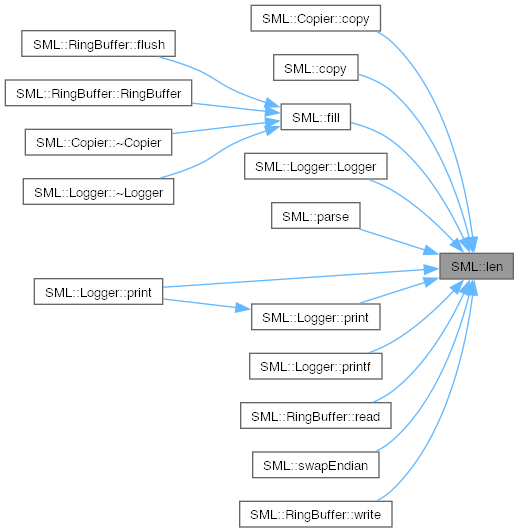 SML::RingBuffer::flush
SML::RingBuffer::RingBuffer
SML::Copier::~Copier
SML::Logger::~Logger
SML::Logger::print
SML::Copier::copy
SML::copy
SML::fill
SML::Logger::Logger
SML::parse
SML::Logger::print
SML::Logger::printf
SML::RingBuffer::read
SML::swapEndian
SML::RingBuffer::write
SML::len